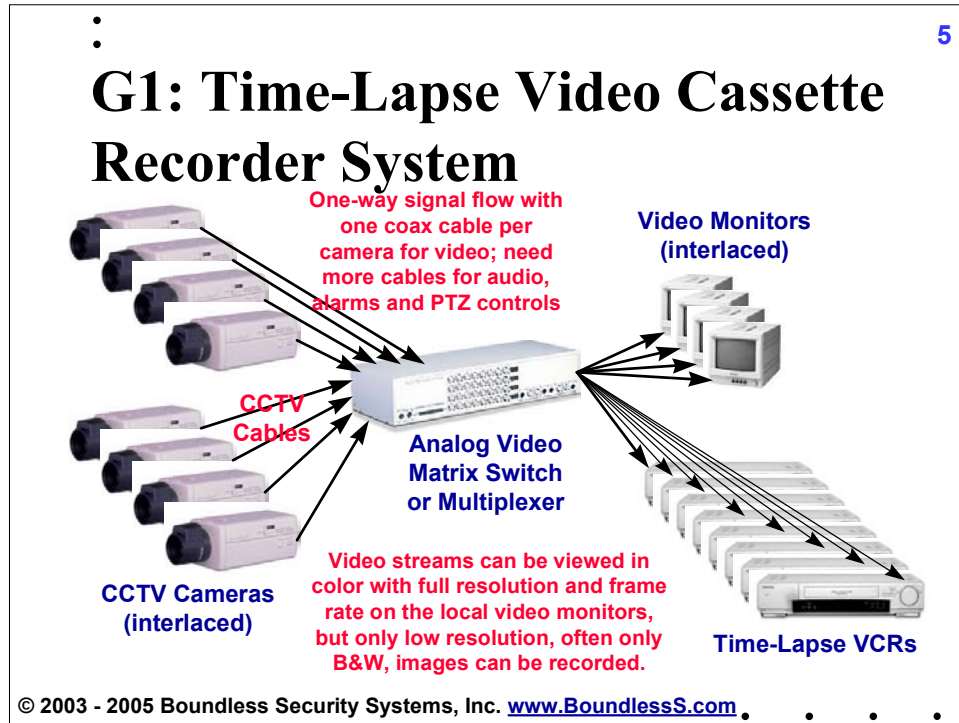 5
G1: Time-Lapse Video Cassette
Recorder System
One-way signal flow with
one coax cable per
camera for video; need
more cables for audio,
alarms and PTZ controls
Video Monitors
(interlaced)
CCTV
Cables
Analog Video
Matrix Switch
or Multiplexer
CCTV Cameras
(interlaced)
Video streams can be viewed in
color with full resolution and frame
rate on the local video monitors,
but only low resolution, often only
B&W, images can be recorded.
Time-Lapse VCRs
© 2003 - 2005 Boundless Security Systems, Inc. www.BoundlessS.com